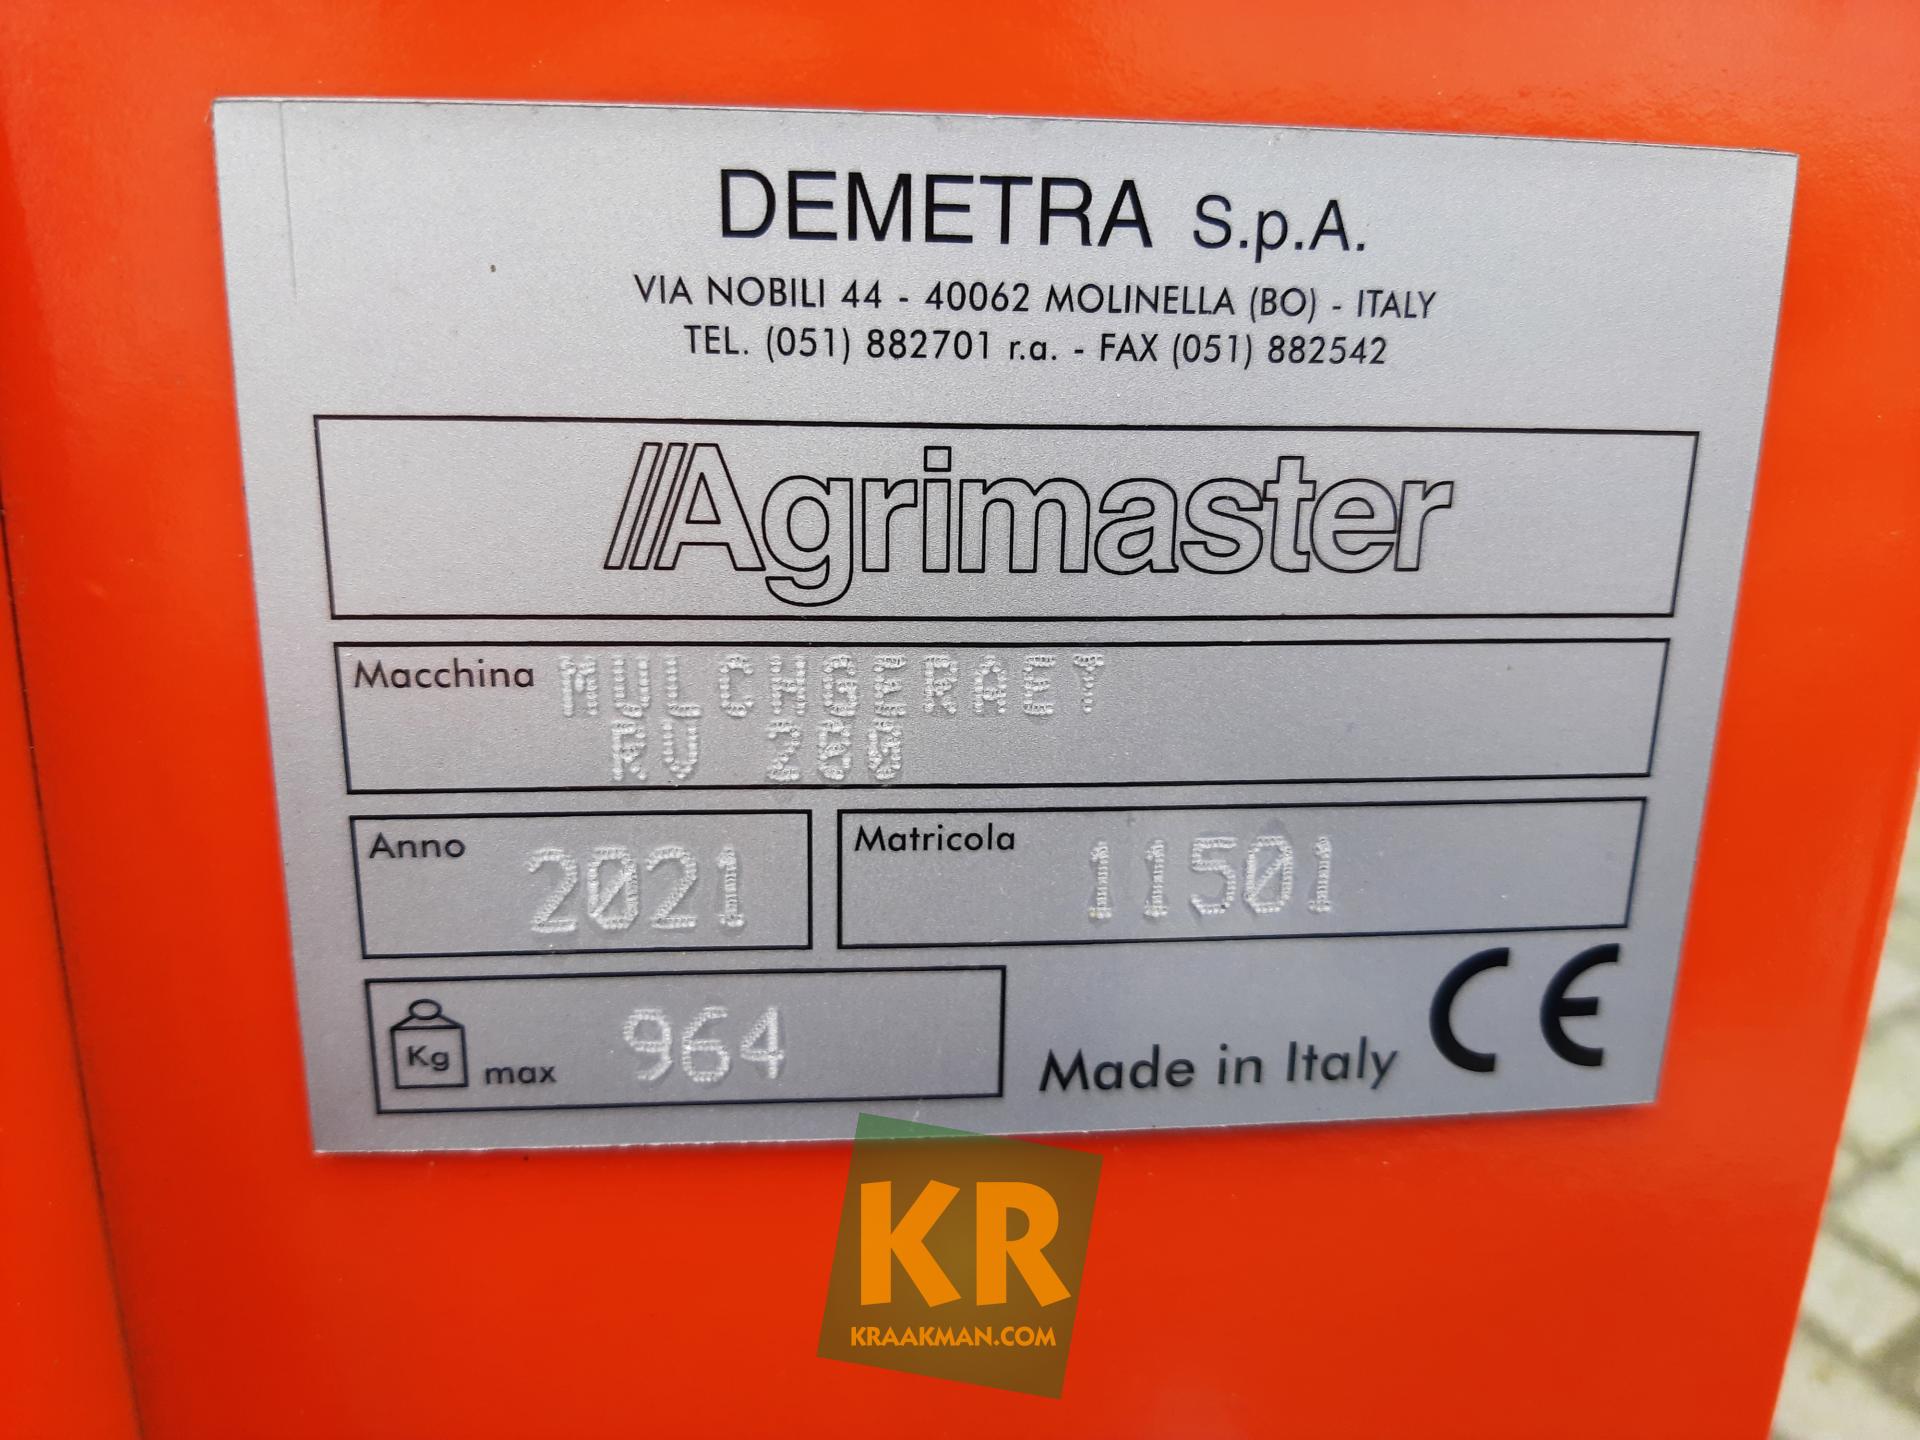 DEMETRA S.p.A.
VIA NOBILI 44 - 40062 MOLINELLA (BO) - ITALY
TEL. (051) 882701 r.a. - FAX (051) 882542
Agrimaster
Macchina MULCHGERAET
RV 280
Anno 2021 Matricola 11501
Kg max 964
Made in Italy CE
KR
KRAAKMAN.COM